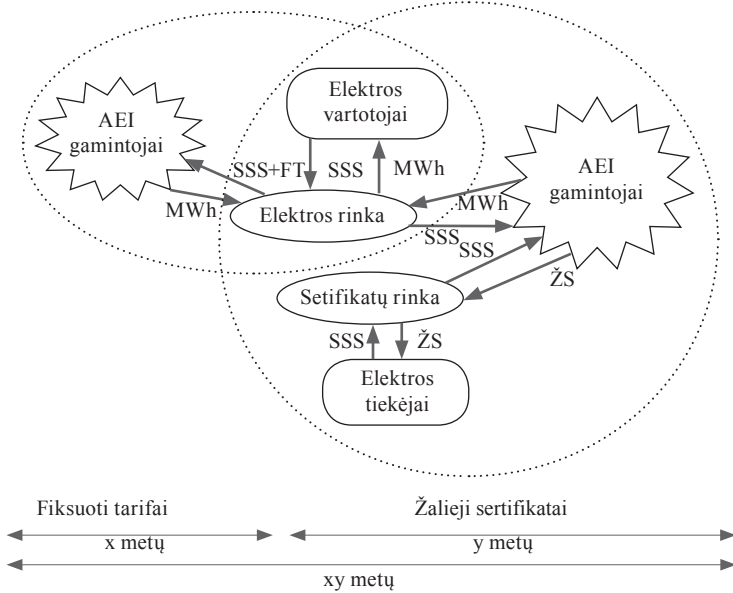 Elektros
vartotojai
AEI
gamintojai
AEI
gamintojai
SSS+FT
SSS
MWh
MWh
MWh
Elektros rinka
SSS
SSS
ŽS
Setifikatų rinka
SSS
ŽS
Elektros
tiekėjai
Fiksuoti tarifai
Žalieji sertifikatai
x metų
y metų
xy metų